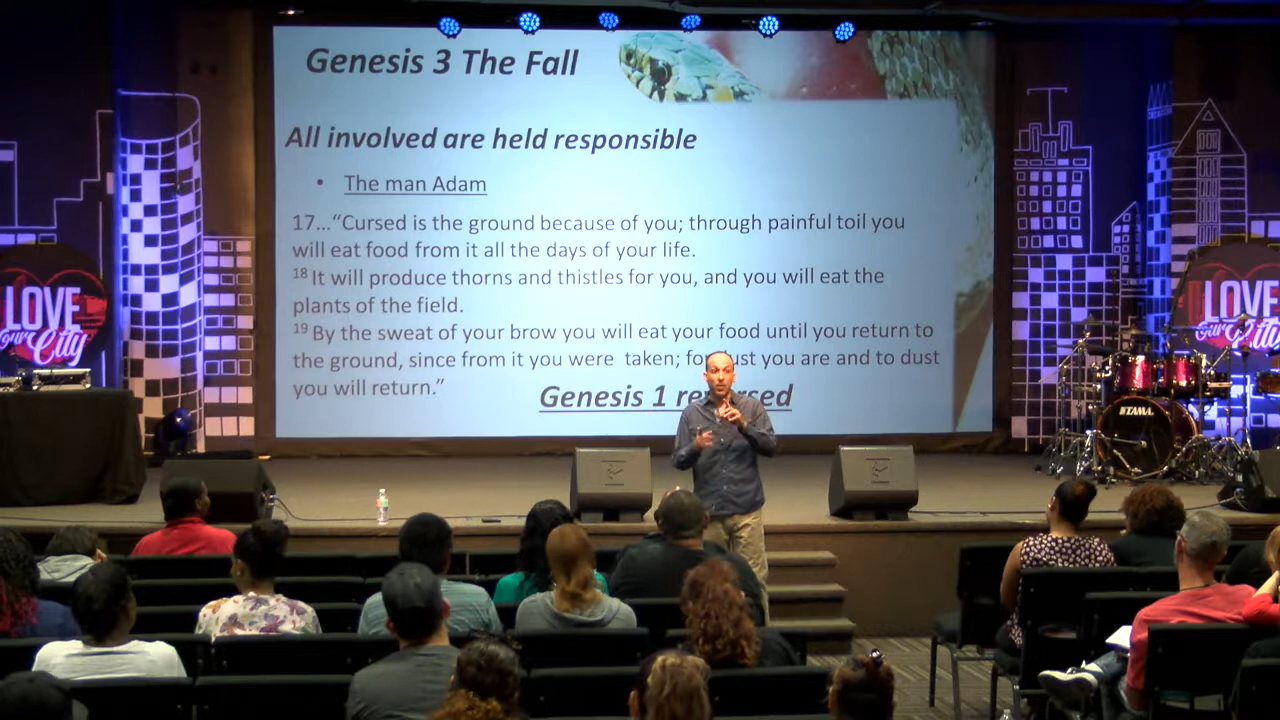 Genesis 3 The Fall
All involved are held responsible
• The man Adam
17…“Cursed is the ground because of you; through painful toil you
will eat food from it all the days of your life.
18 It will produce thorns and thistles for you, and you will eat the
plants of the field.
19 By the sweat of your brow you will eat your food until you return to
the ground, since from it you were taken; for dust you are and to dust
you will return.”
Genesis 1
LOVE
our City
LOVE
our City
TAMA